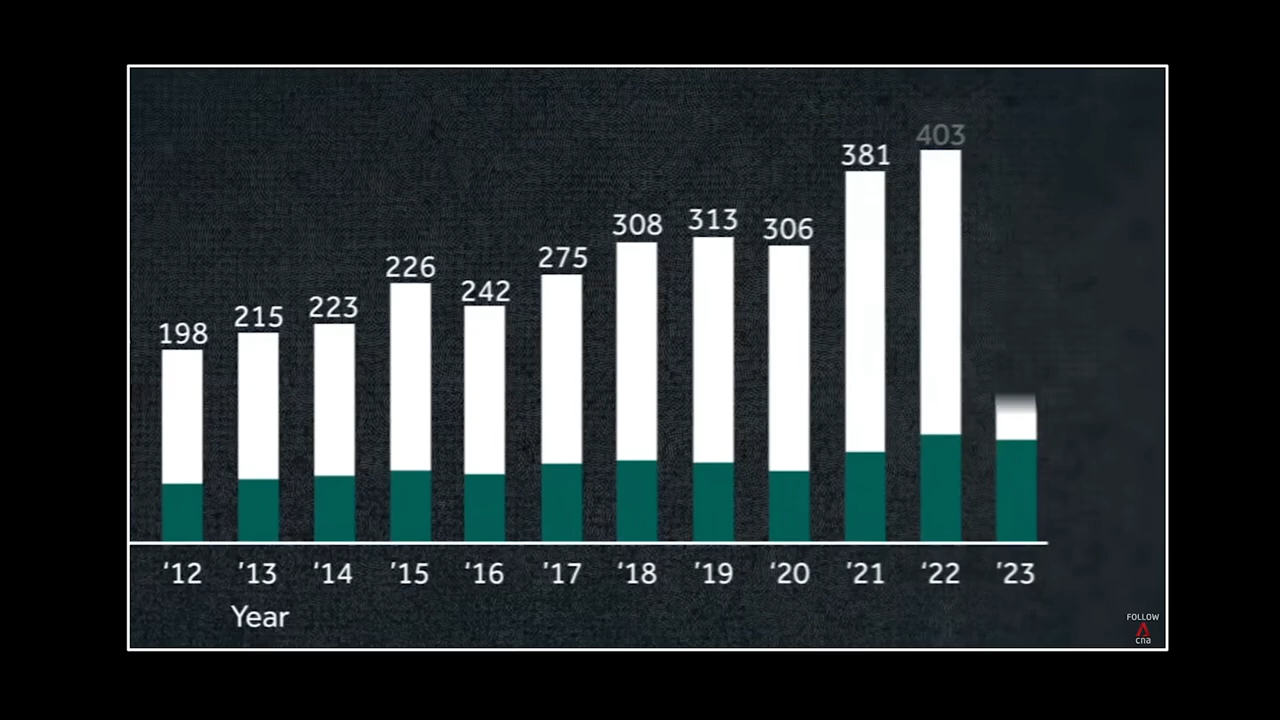 403
381
308 313 306
275
226
242
198 215 223
‘12 ‘13 ‘14 ‘15 ‘16 ‘17 ‘18 ‘19 ‘20 ‘21 ‘22 ‘23
Year
FOLLOW
cna